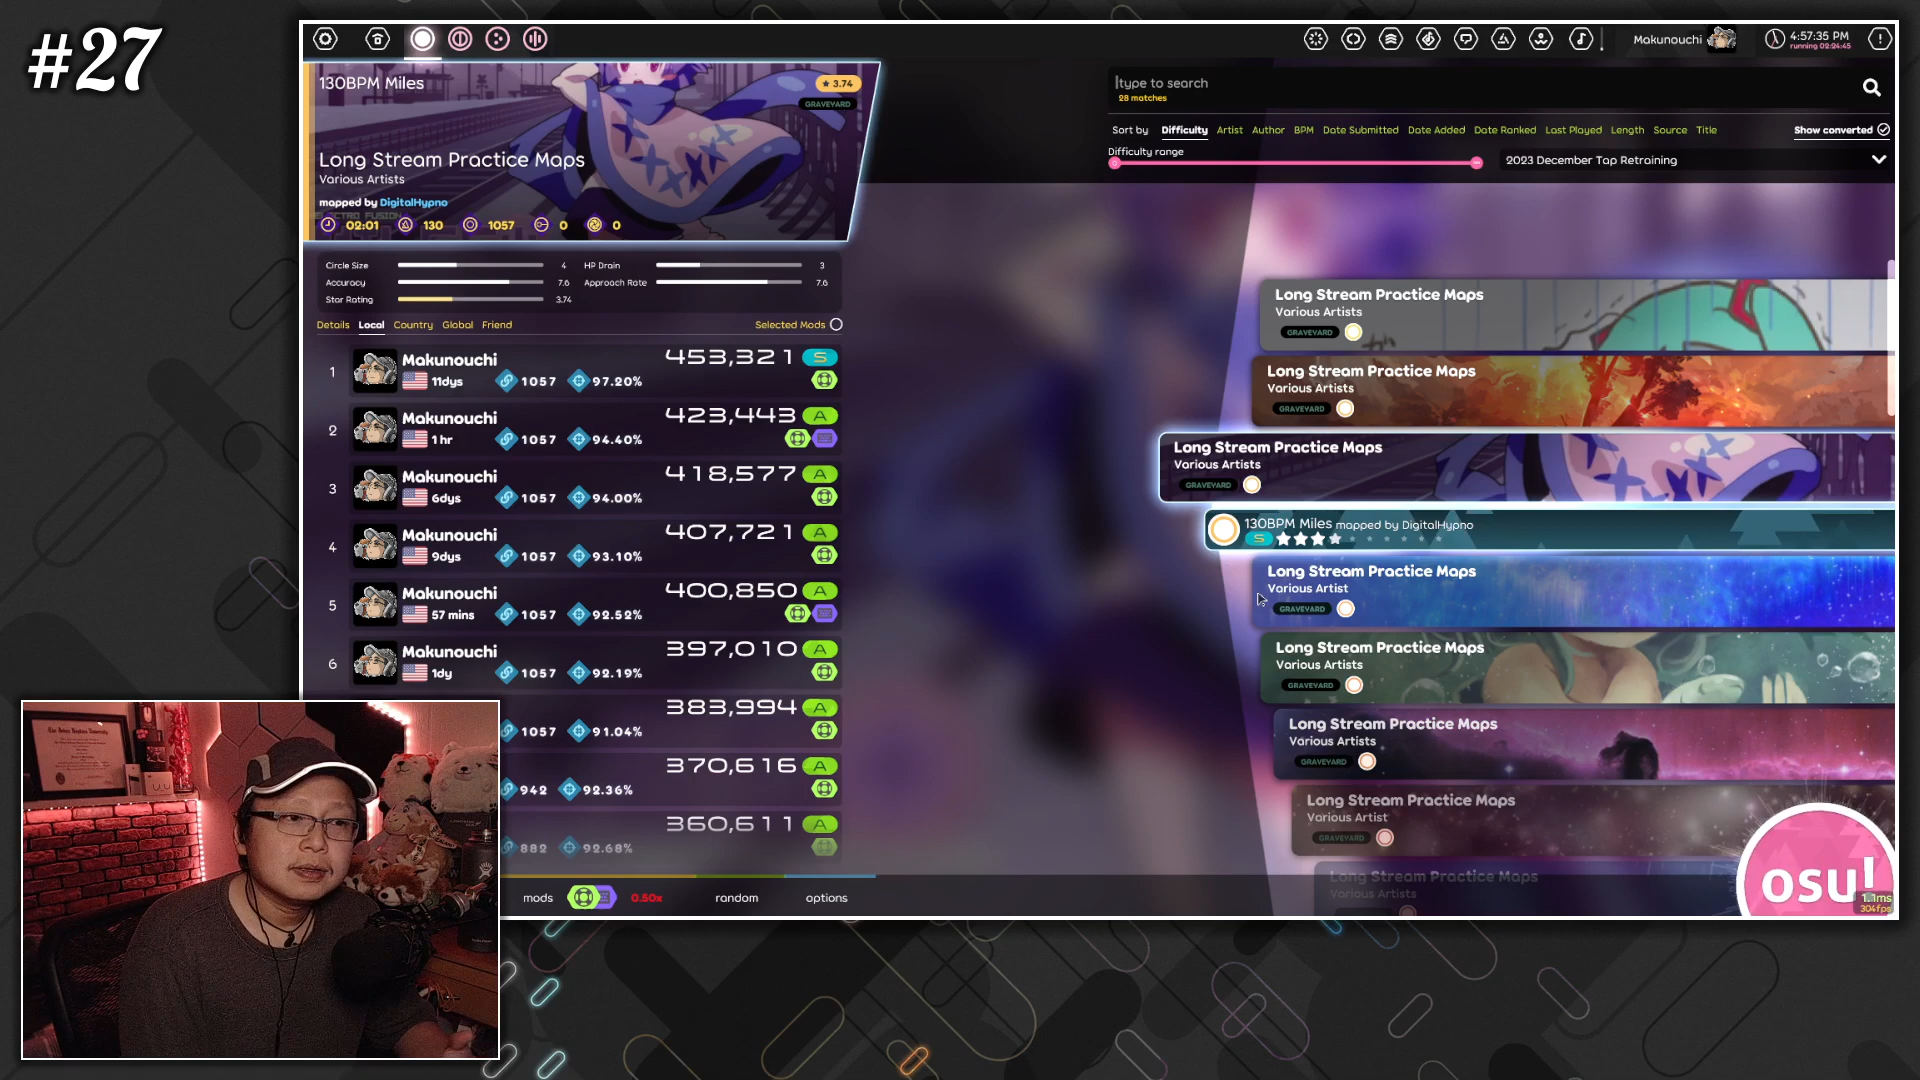 #27
Makunouchi
4:57:35 PM
running 02:24:45
130BPM Miles
3.74
GRAVEYARD
Long Stream Practice Maps
Various Artists
mapped by DigitalHypno
02:01 130 1057 0 0
type to search
28 matches
Sort by Difficulty Artist Author BPM Date Submitted Date Added Date Ranked Last Played Length Source Title Show converted
Difficulty range
2023 December Tap Retraining
Circle Size 4 HP Drain 3
Accuracy 7.6 Approach Rate 7.6
Star Rating 3.74
Details Local Country Global Friend Selected Mods
1 Makunouchi 453,321 S
11dys 1057 97.20%
2 Makunouchi 423,443 A
1 hr 1057 94.40%
3 Makunouchi 418,577 A
6dys 1057 94.00%
4 Makunouchi 407,721 A
9dys 1057 93.10%
5 Makunouchi 400,850 A
57 mins 1057 92.52%
6 Makunouchi 397,010 A
1dy 1057 92.19%
383,994 A
1057 91.04%
370,616 A
942 92.36%
360,611 A
882 92.68%
Long Stream Practice Maps
Various Artists
GRAVEYARD
Long Stream Practice Maps
Various Artists
GRAVEYARD
Long Stream Practice Maps
Various Artists
GRAVEYARD
130BPM Miles mapped by DigitalHypno
S
Long Stream Practice Maps
Various Artist
GRAVEYARD
Long Stream Practice Maps
Various Artists
GRAVEYARD
Long Stream Practice Maps
Various Artists
GRAVEYARD
Long Stream Practice Maps
Various Artist
GRAVEYARD
Long Stream Practice Maps
Various Artists
mods 0.50x random options
osu!
1.1ms
304fps